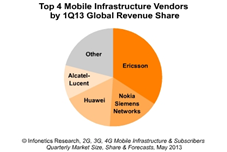 Top 4 Mobile Infrastructure Vendors
by 1Q13 Global Revenue Share
Other
Ericsson
Alcatel-
Lucent
Huawei
Nokia
Siemens
Networks
© Infonetics Research, 2G, 3G, 4G Mobile Infrastructure & Subscribers
Quarterly Market Size, Share & Forecasts, May 2013